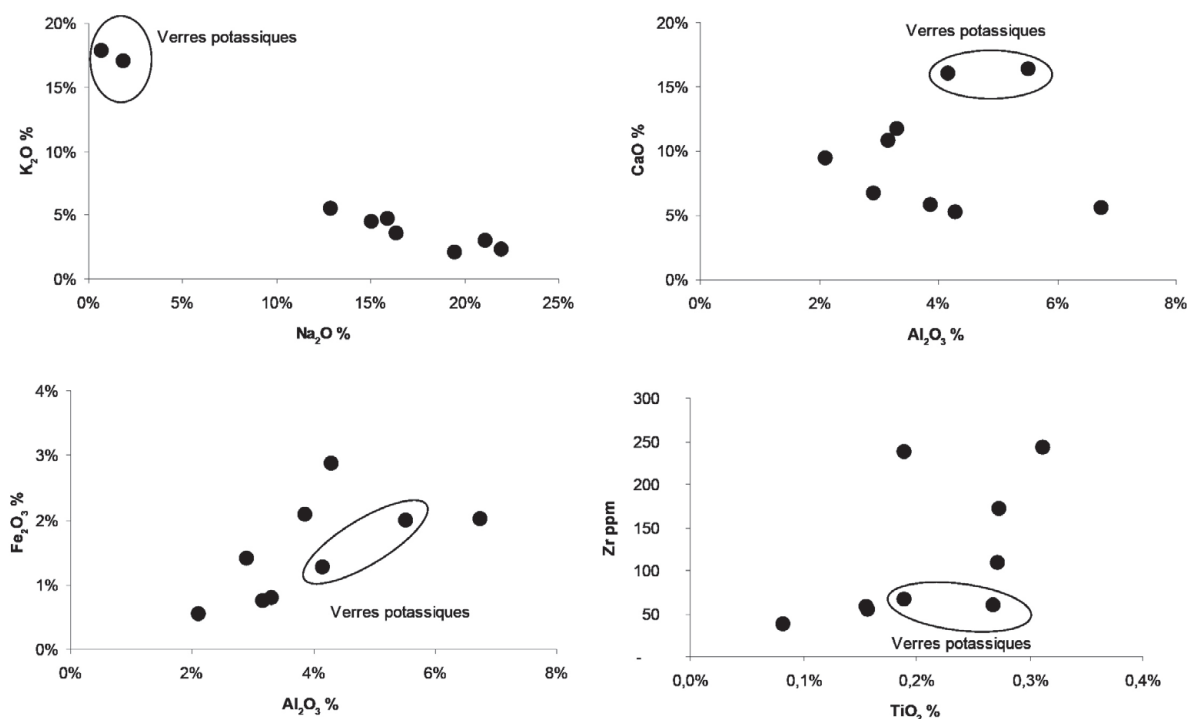 20%
Verres potassiques
15%
K₂O %
10%
5%
0%
0% 5% 10% 15% 20% 25%
Na₂O %
Verres potassiques
20%
15%
CaO %
10%
5%
0%
0% 2% 4% 6% 8%
Al₂O₃ %
4%
3%
Fe₂O₃ %
2%
1%
Verres potassiques
0%
0% 2% 4% 6% 8%
Al₂O₃ %
300
250
200
Zr ppm
150
100
50
Verres potassiques
-
0,0% 0,1% 0,2% 0,3% 0,4%
TiO₂ %